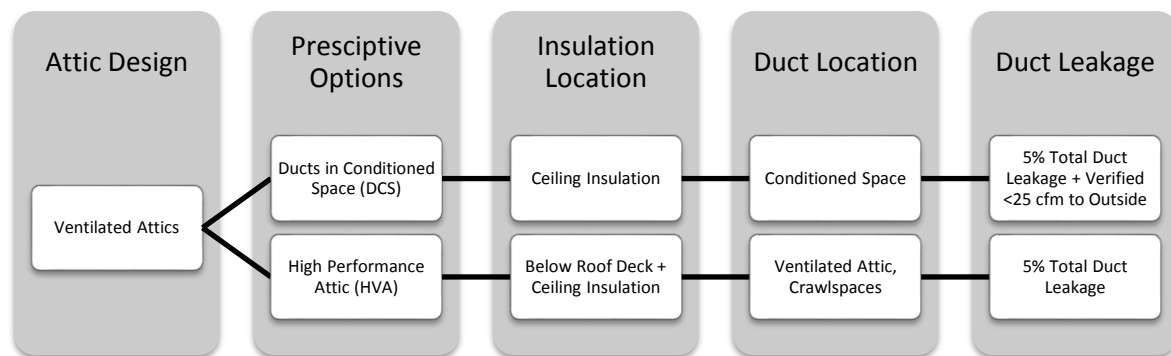 Attic Design
Presciptive
Options
Insulation
Location
Duct Location
Duct Leakage
Ventilated Attics
Ducts in Conditioned
Space (DCS)
Ceiling Insulation
Conditioned Space
5% Total Duct
Leakage + Verified
<25 cfm to Outside
High Performance
Attic (HVA)
Below Roof Deck +
Ceiling Insulation
Ventilated Attic,
Crawlspaces
5% Total Duct
Leakage